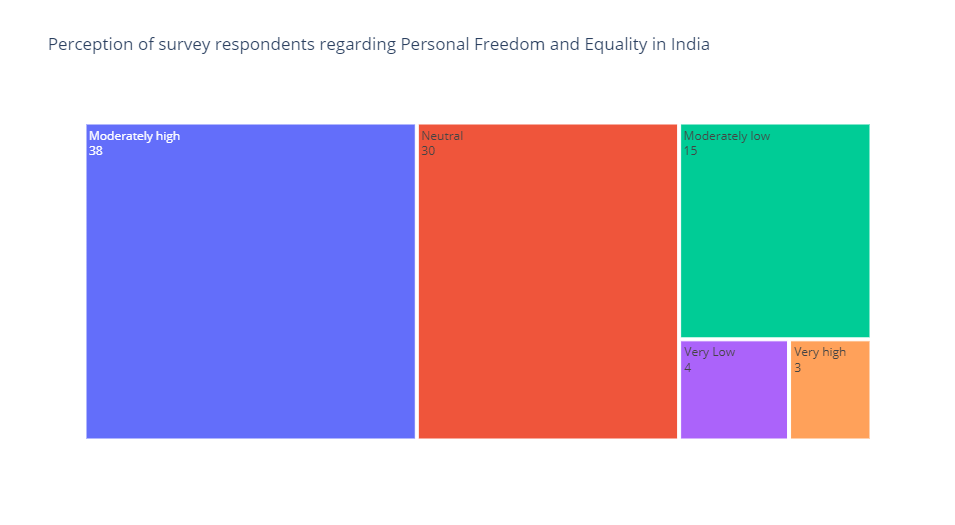 Perception of survey respondents regarding Personal Freedom and Equality in India
Moderately high
38
Neutral
30
Moderately low
15
Very Low
4
Very high
3